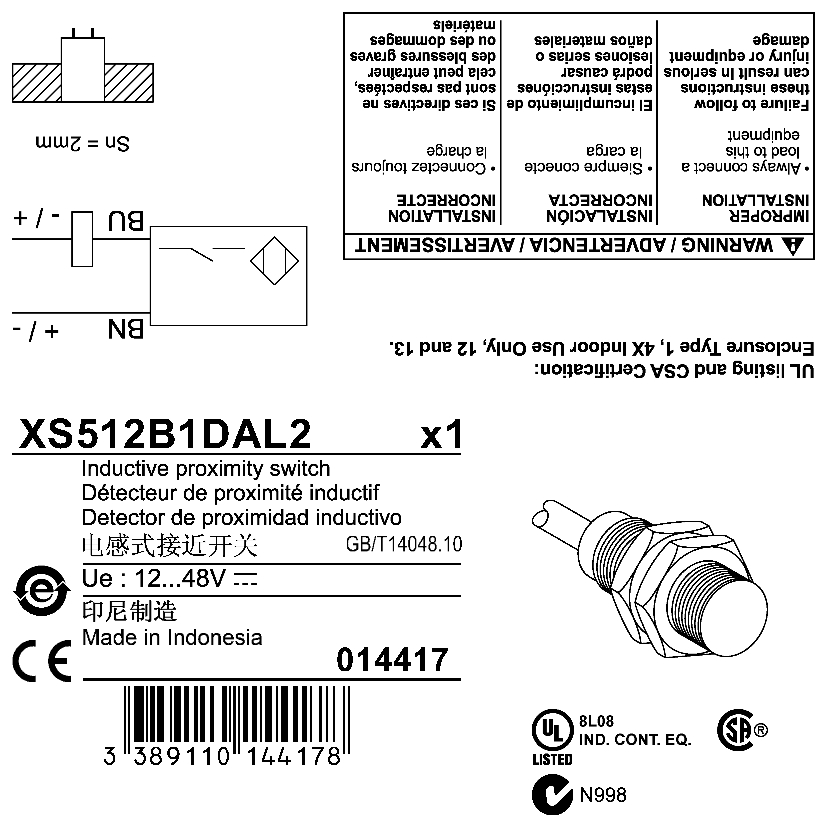 XS512B1DAL2 x1
Inductive proximity switch
Détecteur de proximité inductif
Detector de proximidad inductivo
电感式接近开关 GB/T14048.10
Ue : 12...48V
印尼制造
Made in Indonesia
014417
3 389110 144178
CE
e
UL
LISTED
8L08
IND. CONT. EQ.
SA
®
N998
UL listing and CSA Certification:
Enclosure Type 1, 4X Indoor Use Only, 12 and 13.
WARNING / ADVERTENCIA / AVERTISSEMENT
IMPROPER
INSTALLATION
• Always connect a
load to this
equipment
Failure to follow
these instructions
can result in serious
injury or equipment
damage
INSTALACIÓN
INCORRECTA
• Siempre conecte
la carga
El incumplimiento de
estas instrucciónes
podrá causar
lesiones serias o
daños materiales
INSTALLATION
INCORRECTE
• Connectez toujours
la charge
Si ces directives ne
sont pas respectées,
cela peut entraîner
des blessures graves
ou des dommages
matériels
BN + / -
BU - / +
Sn = 2mm